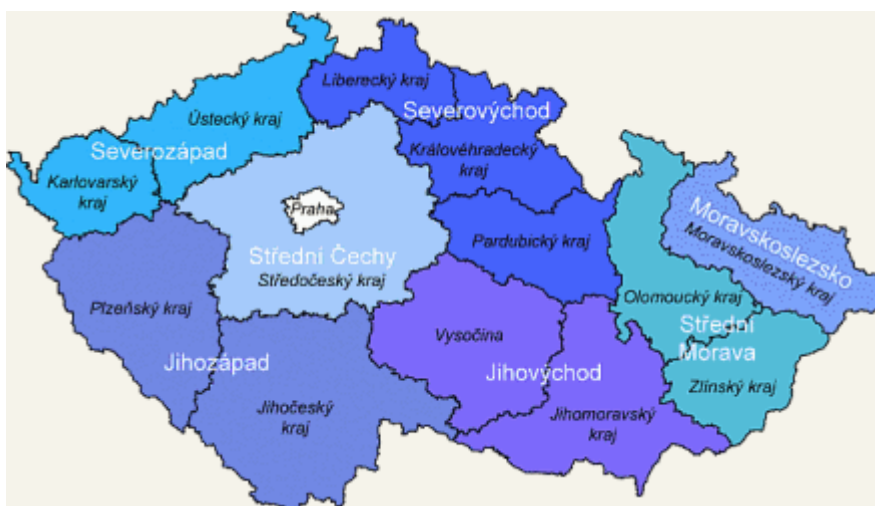 Liberecký kraj
Severovýchod
Ústecký kraj
Severozápad
Královéhradecký
kraj
Karlovarský
kraj
Praha
Moravskoslezsko
Moravskoslezský kraj
Střední Čechy
Středočeský kraj
Pardubický kraj
Plzeňský kraj
Olomoucký kraj
Střední
Morava
Vysočina
Jihozápad
Jihovýchod
Zlínský kraj
Jihočeský
kraj
Jihomoravský
kraj